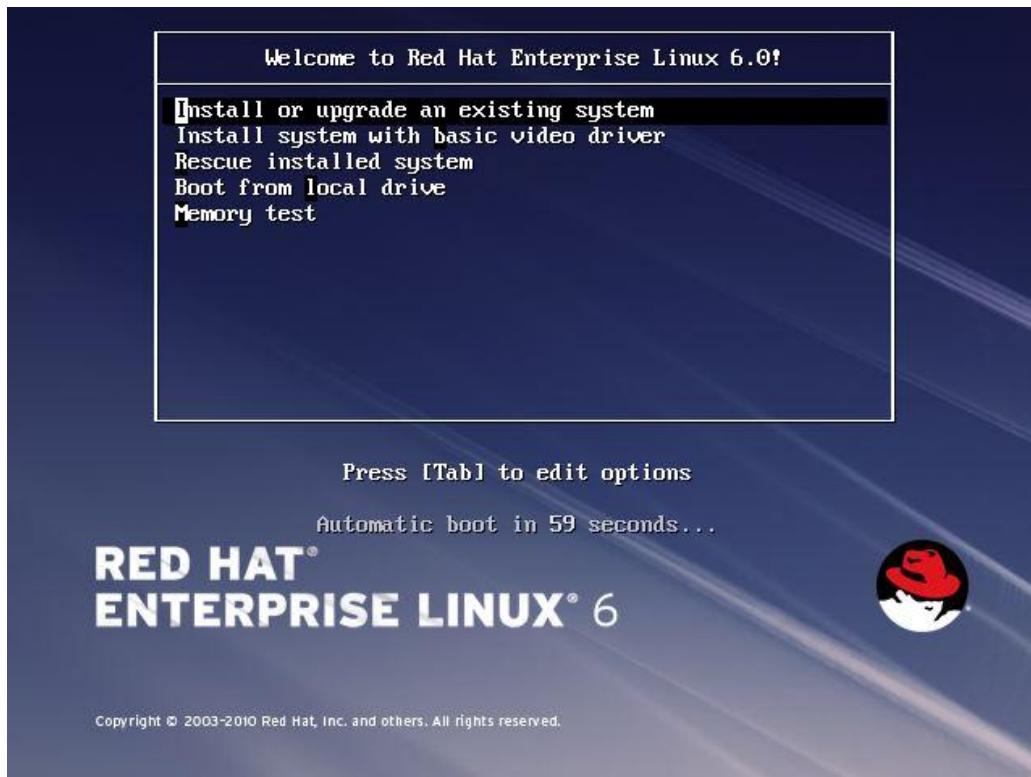 Welcome to Red Hat Enterprise Linux 6.0!
Install or upgrade an existing system
Install system with basic video driver
Rescue installed system
Boot from local drive
Memory test
Press [Tab] to edit options
Automatic boot in 59 seconds...
RED HAT®
ENTERPRISE LINUX® 6
Copyright © 2003-2010 Red Hat, Inc. and others. All rights reserved.